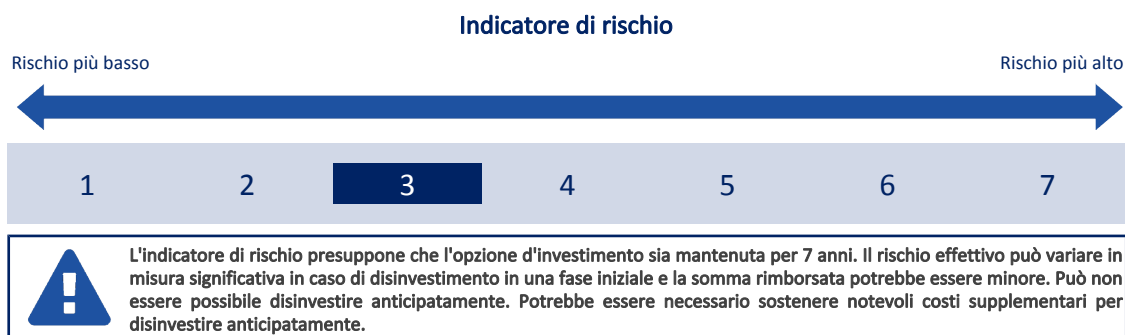 Indicatore di rischio
Rischio più basso
Rischio più alto
1 2 3 4 5 6 7
L'indicatore di rischio presuppone che l'opzione d'investimento sia mantenuta per 7 anni. Il rischio effettivo può variare in
misura significativa in caso di disinvestimento in una fase iniziale e la somma rimborsata potrebbe essere minore. Può non
essere possibile disinvestire anticipatamente. Potrebbe essere necessario sostenere notevoli costi supplementari per
disinvestire anticipatamente.